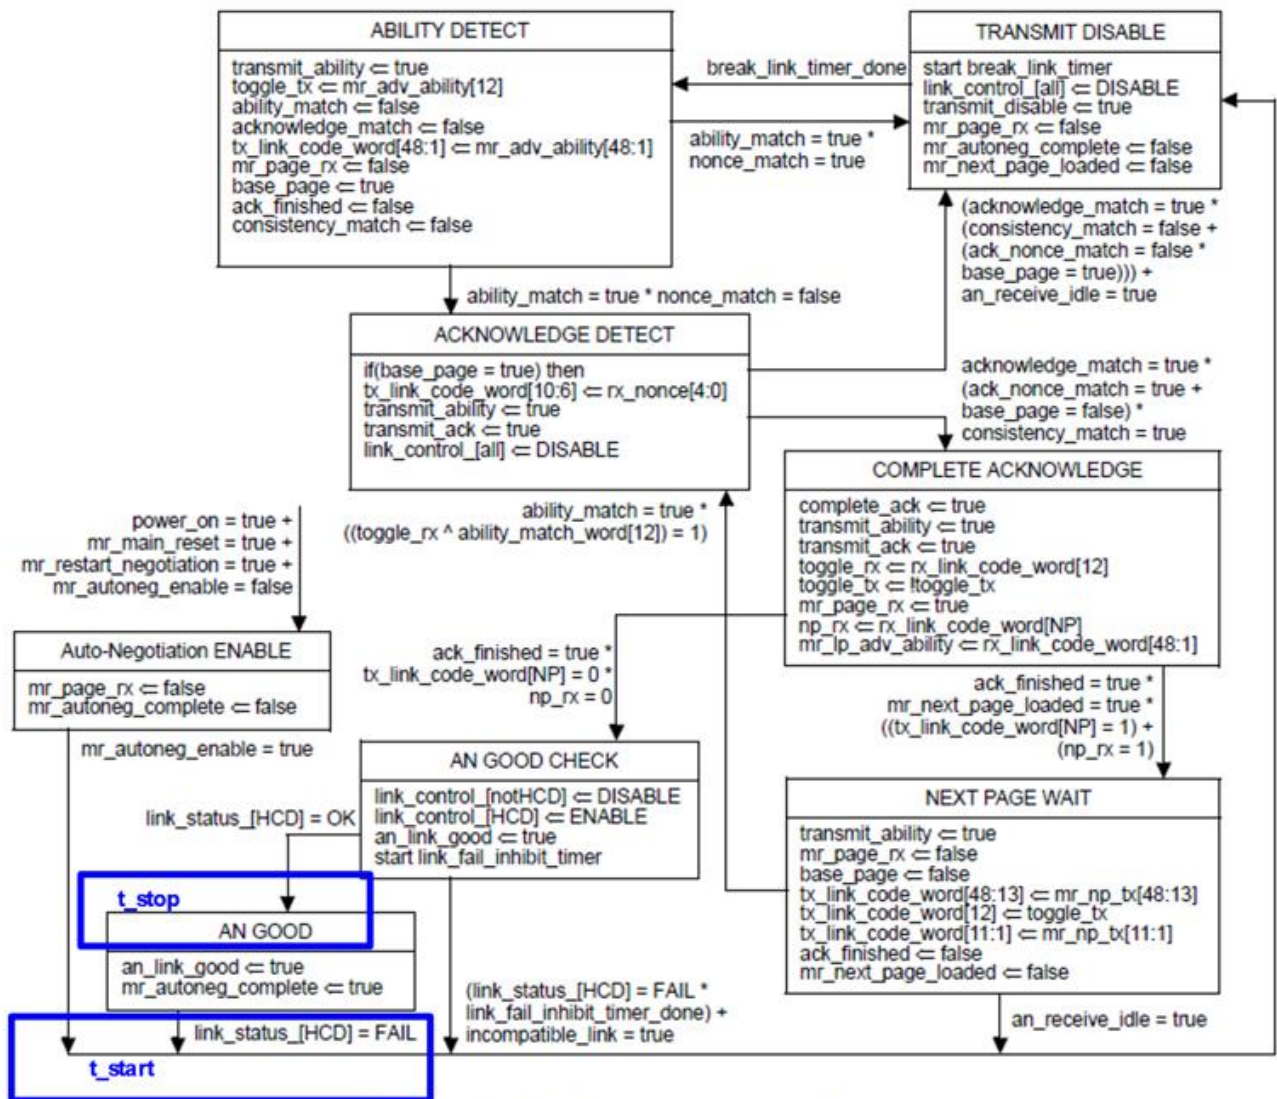 ABILITY DETECT
transmit_ability ⇐ true
toggle_tx ⇐ mr_adv_ability[12]
ability_match ⇐ false
acknowledge_match ⇐ false
tx_link_code_word[48:1] ⇐ mr_adv_ability[48:1]
mr_page_rx ⇐ false
base_page ⇐ true
ack_finished ⇐ false
consistency_match ⇐ false
break_link_timer_done
ability_match = true *
nonce_match = true
TRANSMIT DISABLE
start break_link_timer
link_control_[all] ⇐ DISABLE
transmit_disable ⇐ true
mr_page_rx ⇐ false
mr_autoneg_complete ⇐ false
mr_next_page_loaded ⇐ false
(acknowledge_match = true *
(consistency_match = false +
(ack_nonce_match = false *
base_page = true))) +
an_receive_idle = true
ability_match = true * nonce_match = false
ACKNOWLEDGE DETECT
if(base_page = true) then
tx_link_code_word[10:6] ⇐ rx_nonce[4:0]
transmit_ability ⇐ true
transmit_ack ⇐ true
link_control_[all] ⇐ DISABLE
acknowledge_match = true *
(ack_nonce_match = true +
base_page = false) *
consistency_match = true
COMPLETE ACKNOWLEDGE
complete_ack ⇐ true
transmit_ability ⇐ true
transmit_ack ⇐ true
toggle_rx ⇐ rx_link_code_word[12]
toggle_tx ⇐ !toggle_tx
mr_page_rx ⇐ true
np_rx ⇐ rx_link_code_word[NP]
mr_lp_adv_ability ⇐ rx_link_code_word[48:1]
ability_match = true *
((toggle_rx ^ ability_match_word[12]) = 1)
power_on = true +
mr_main_reset = true +
mr_restart_negotiation = true +
mr_autoneg_enable = false
Auto-Negotiation ENABLE
mr_page_rx ⇐ false
mr_autoneg_complete ⇐ false
mr_autoneg_enable = true
ack_finished = true *
tx_link_code_word[NP] = 0 *
np_rx = 0
ack_finished = true *
mr_next_page_loaded = true *
((tx_link_code_word[NP] = 1) +
(np_rx = 1)
AN GOOD CHECK
link_control_[notHCD] ⇐ DISABLE
link_control_[HCD] ⇐ ENABLE
an_link_good ⇐ true
start link_fail_inhibit_timer
link_status_[HCD] = OK
NEXT PAGE WAIT
transmit_ability ⇐ true
mr_page_rx ⇐ false
base_page ⇐ false
tx_link_code_word[48:13] ⇐ mr_np_tx[48:13]
tx_link_code_word[12] ⇐ toggle_tx
tx_link_code_word[11:1] ⇐ mr_np_tx[11:1]
ack_finished ⇐ false
mr_next_page_loaded ⇐ false
t_stop
AN GOOD
an_link_good ⇐ true
mr_autoneg_complete ⇐ true
link_status_[HCD] = FAIL
(link_status_[HCD] = FAIL *
link_fail_inhibit_timer_done) +
incompatible_link = true
an_receive_idle = true
t_start